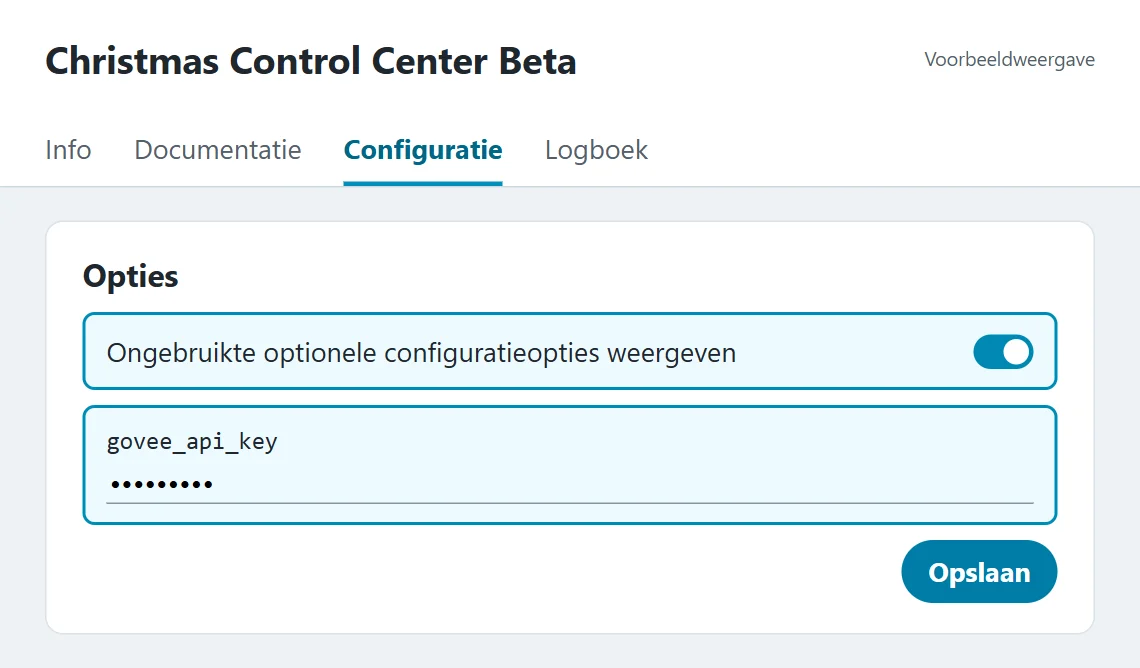 Christmas Control Center Beta
Voorbeeldweergave
Info Documentatie Configuratie Logboek
Opties
Ongebruikte optionele configuratieopties weergeven
govee_api_key
•••••••••
Opslaan